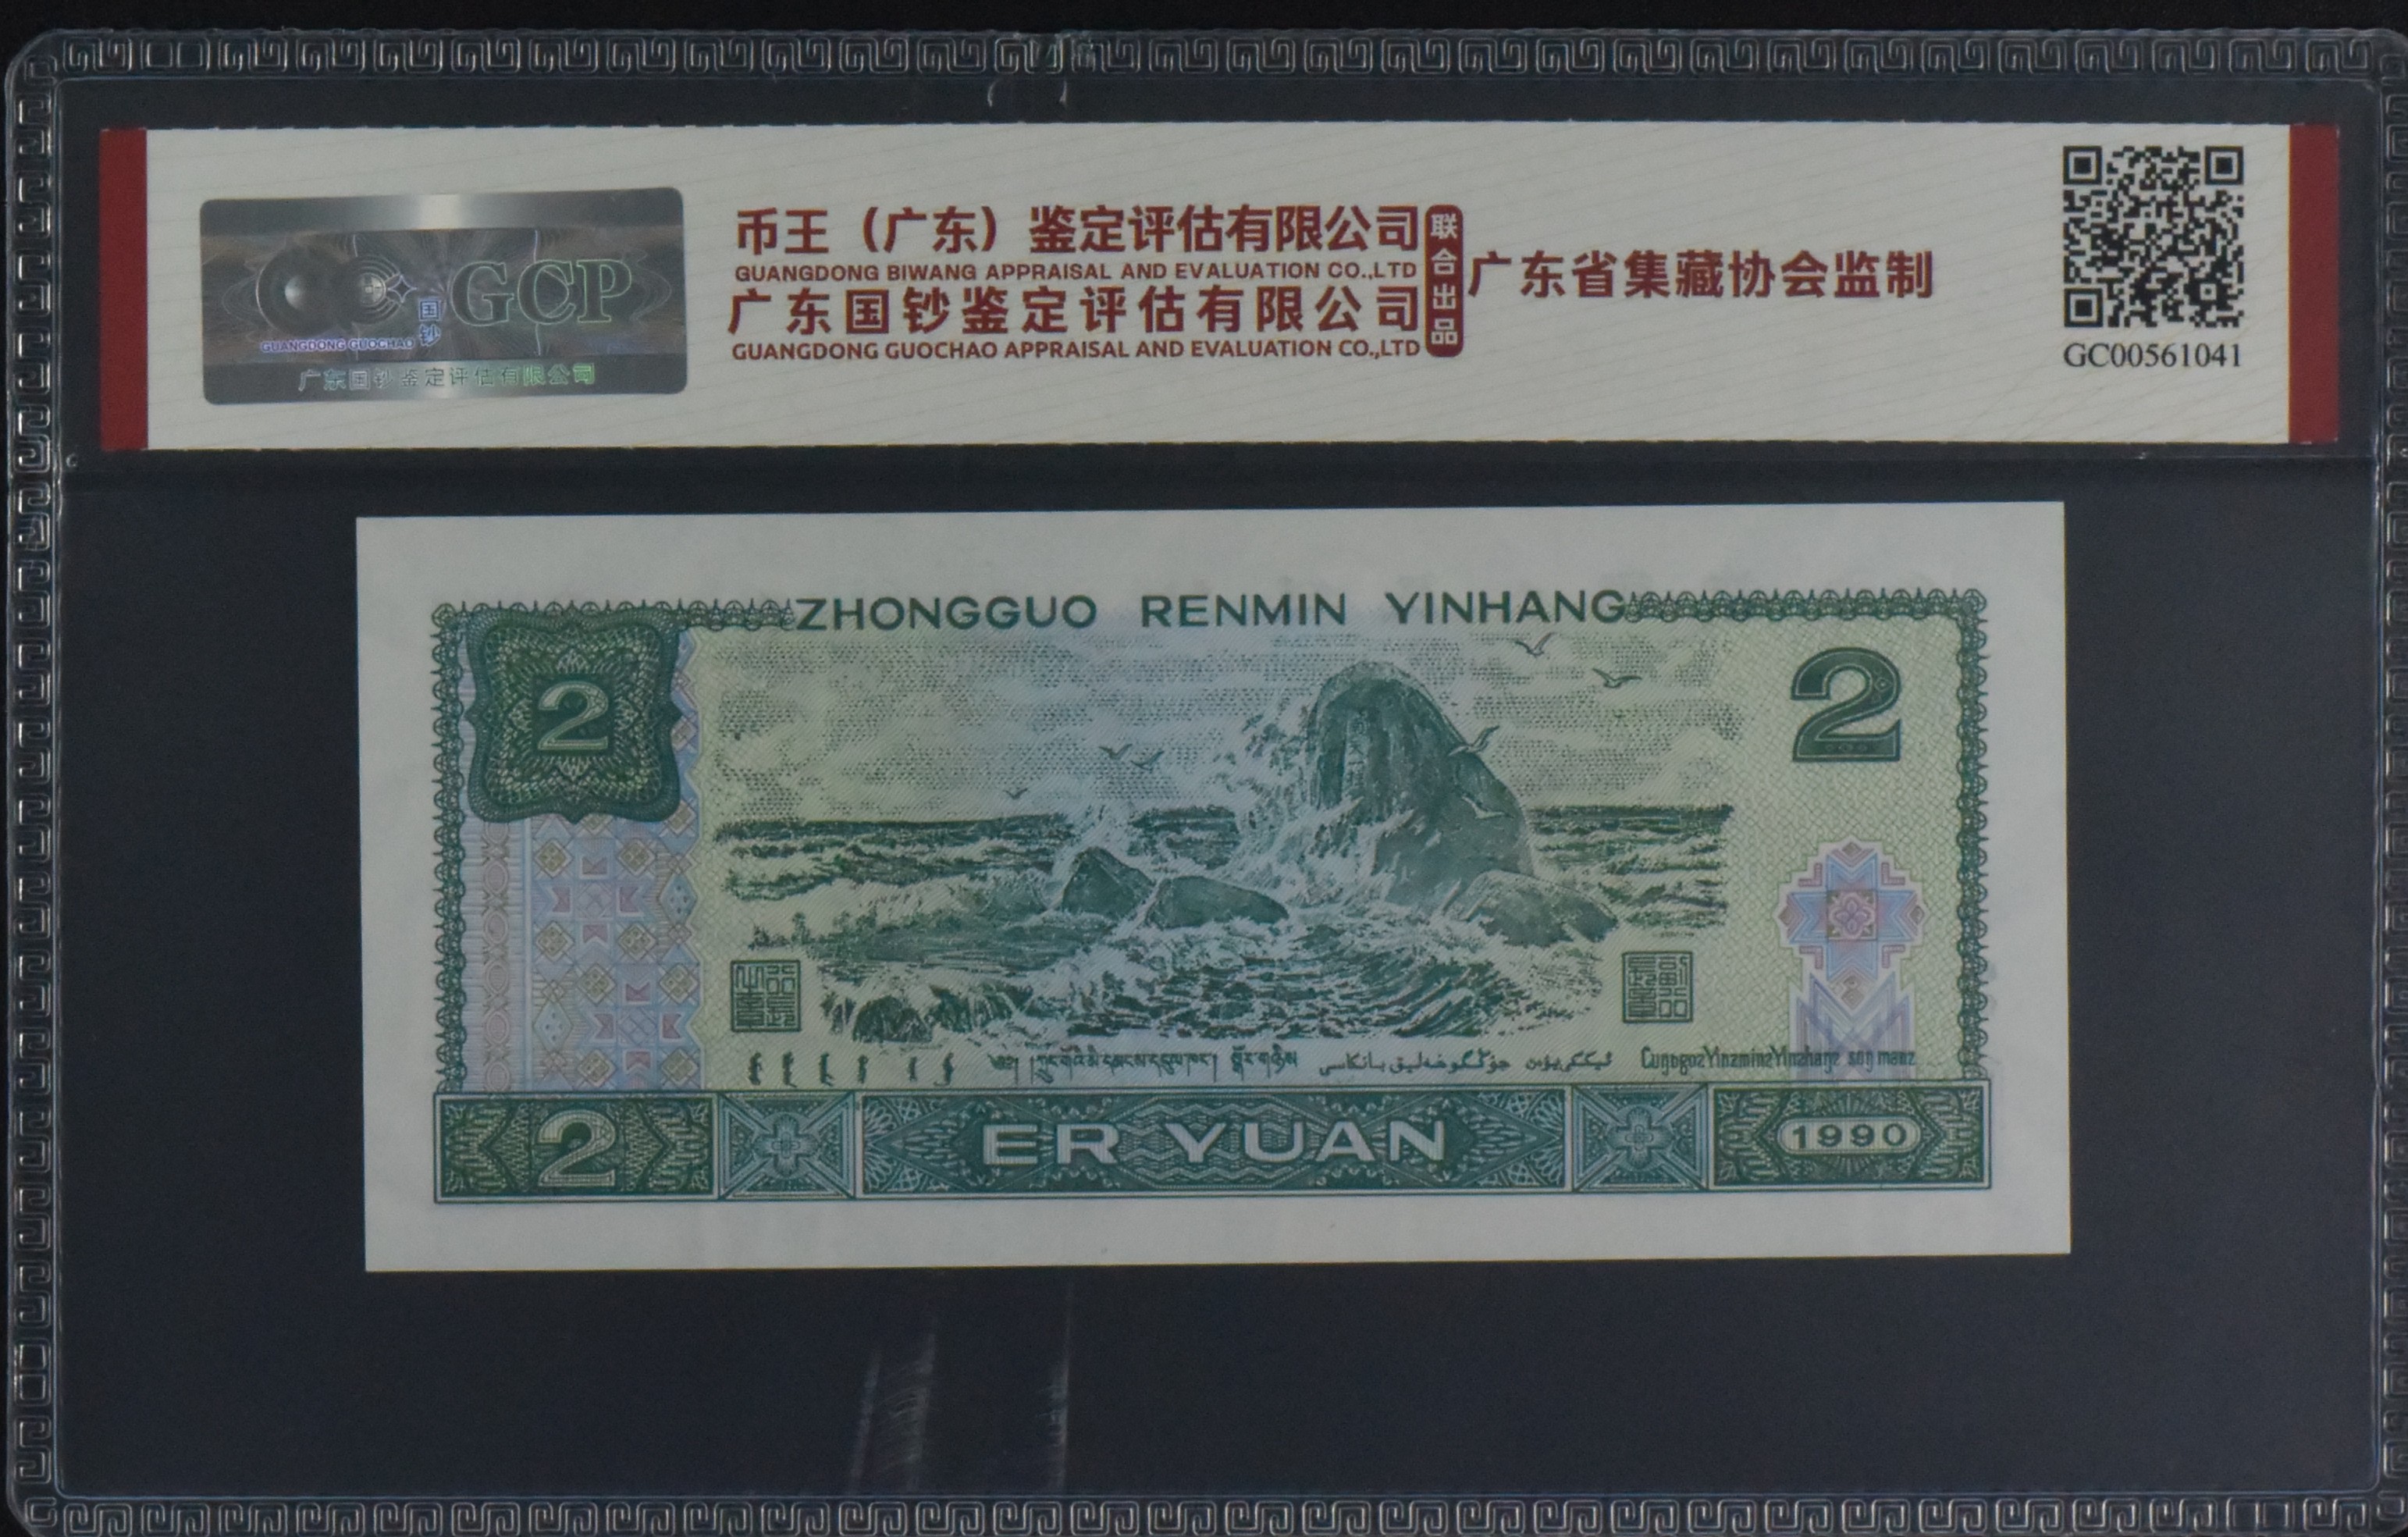 国钞 GCP
GUANGDONG GUOCHAO
广东国钞鉴定评估有限公司
币王（广东）鉴定评估有限公司
GUANGDONG BIWANG APPRAISAL AND EVALUATION CO.,LTD
广东国钞鉴定评估有限公司
GUANGDONG GUOCHAO APPRAISAL AND EVALUATION CO.,LTD
联合出品
广东省集藏协会监制
GC00561041
ZHONGGUO RENMIN YINHANG
2
2
CuŋƨgozYinzminzYinzhangz song manz
2
ER YUAN
1990